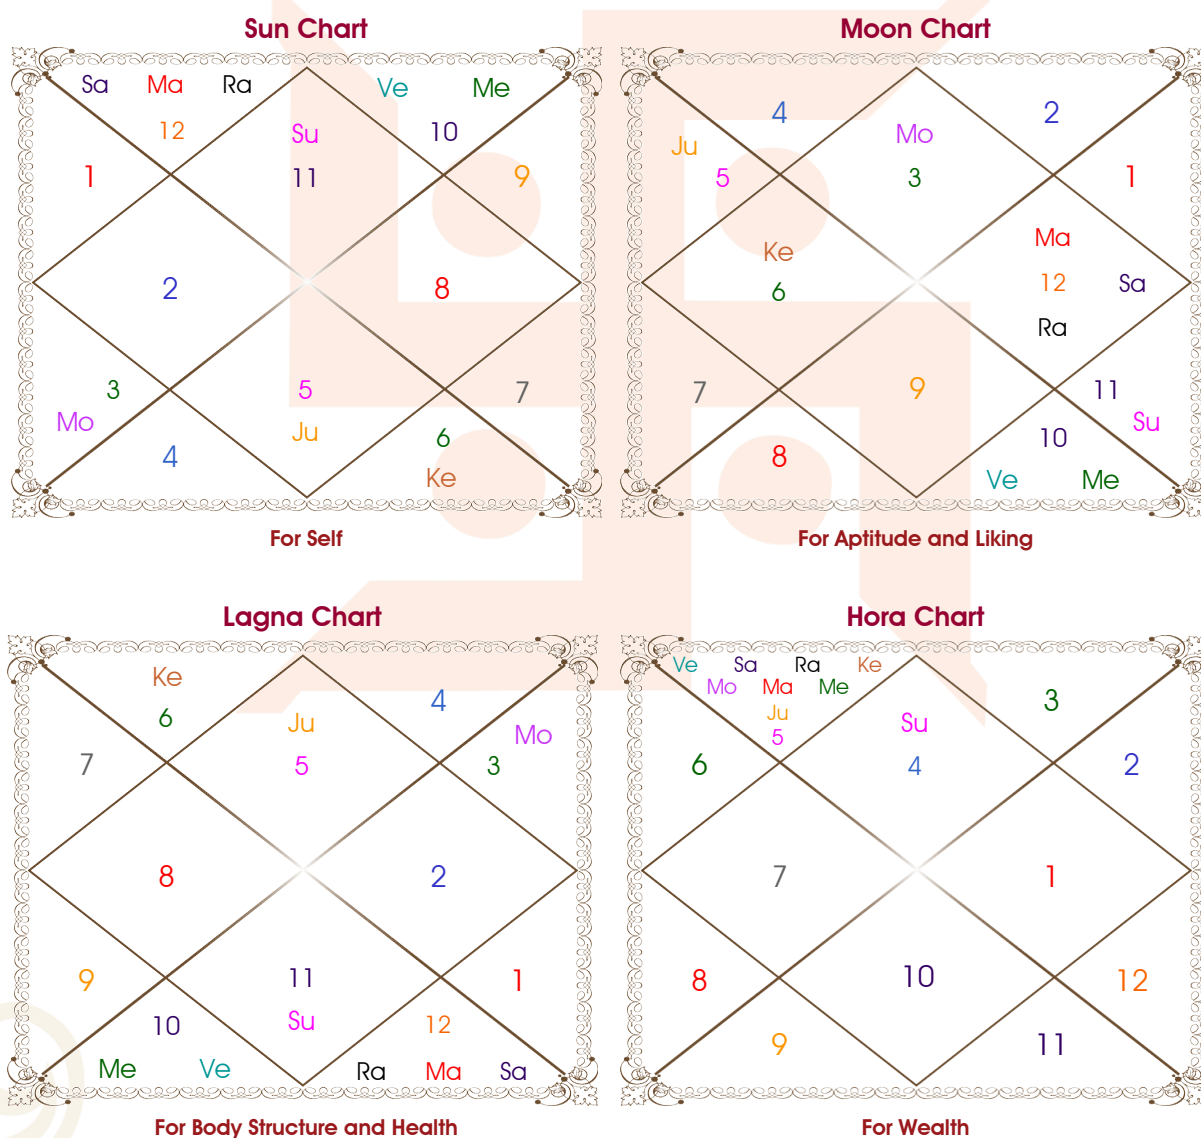 Sun Chart
Sa Ma Ra
12
1
Su
11
Ve Me
10
9
2
8
3
Mo
4
5
Ju
6
Ke
7
For Self
Moon Chart
4
Ju
5
Mo
3
2
1
Ke
6
Ma
12 Sa
Ra
7
8
9
11
Su
10
Ve Me
For Aptitude and Liking
Lagna Chart
Ke
6
7
Ju
5
4
Mo
3
8
2
9
10
Me Ve
11
Su
1
12
Ra Ma Sa
For Body Structure and Health
Hora Chart
Ve Sa Ra Ke
Mo Ma Me
Ju
5
6
Su
4
3
2
7
1
8
9
10
12
11
For Wealth